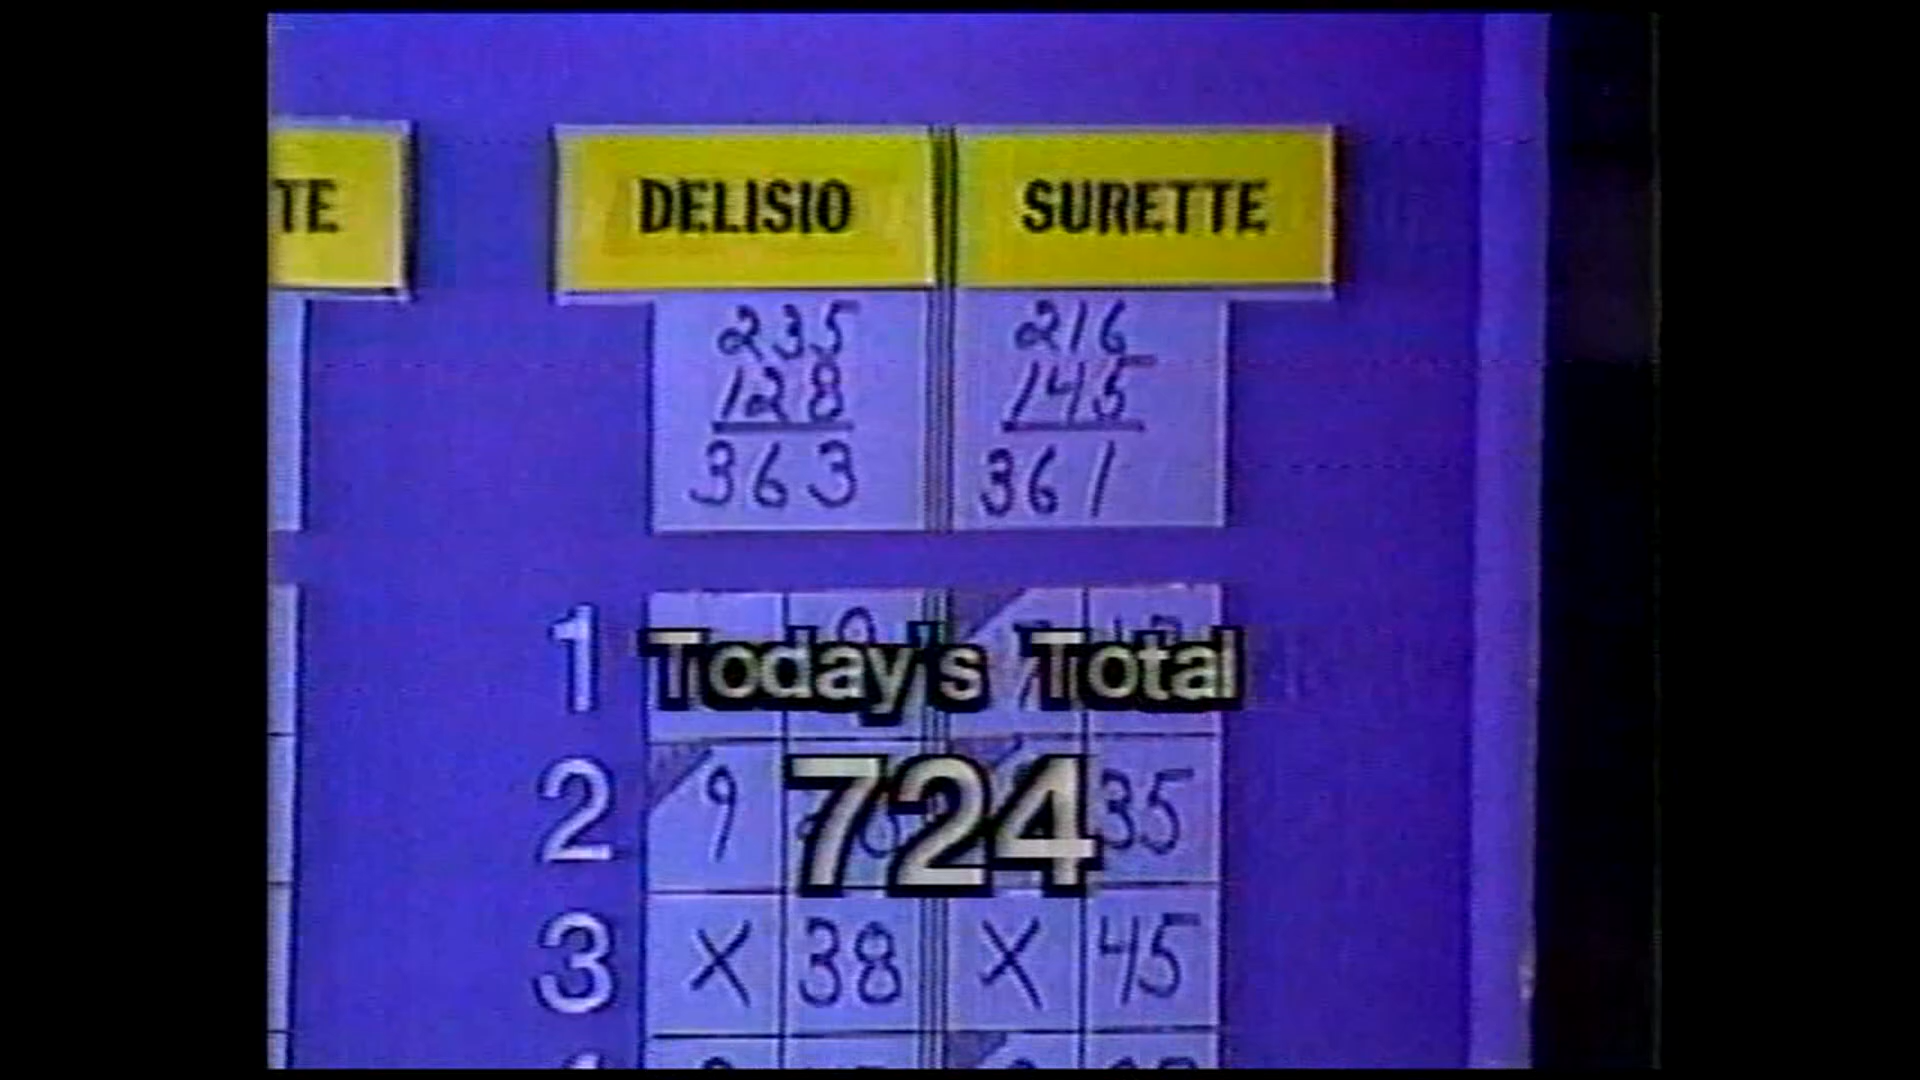 TE DELISIO SURETTE
235 216
128 145
363 361
1 Today's Total
2 9 724 35
3 X 38 X 45